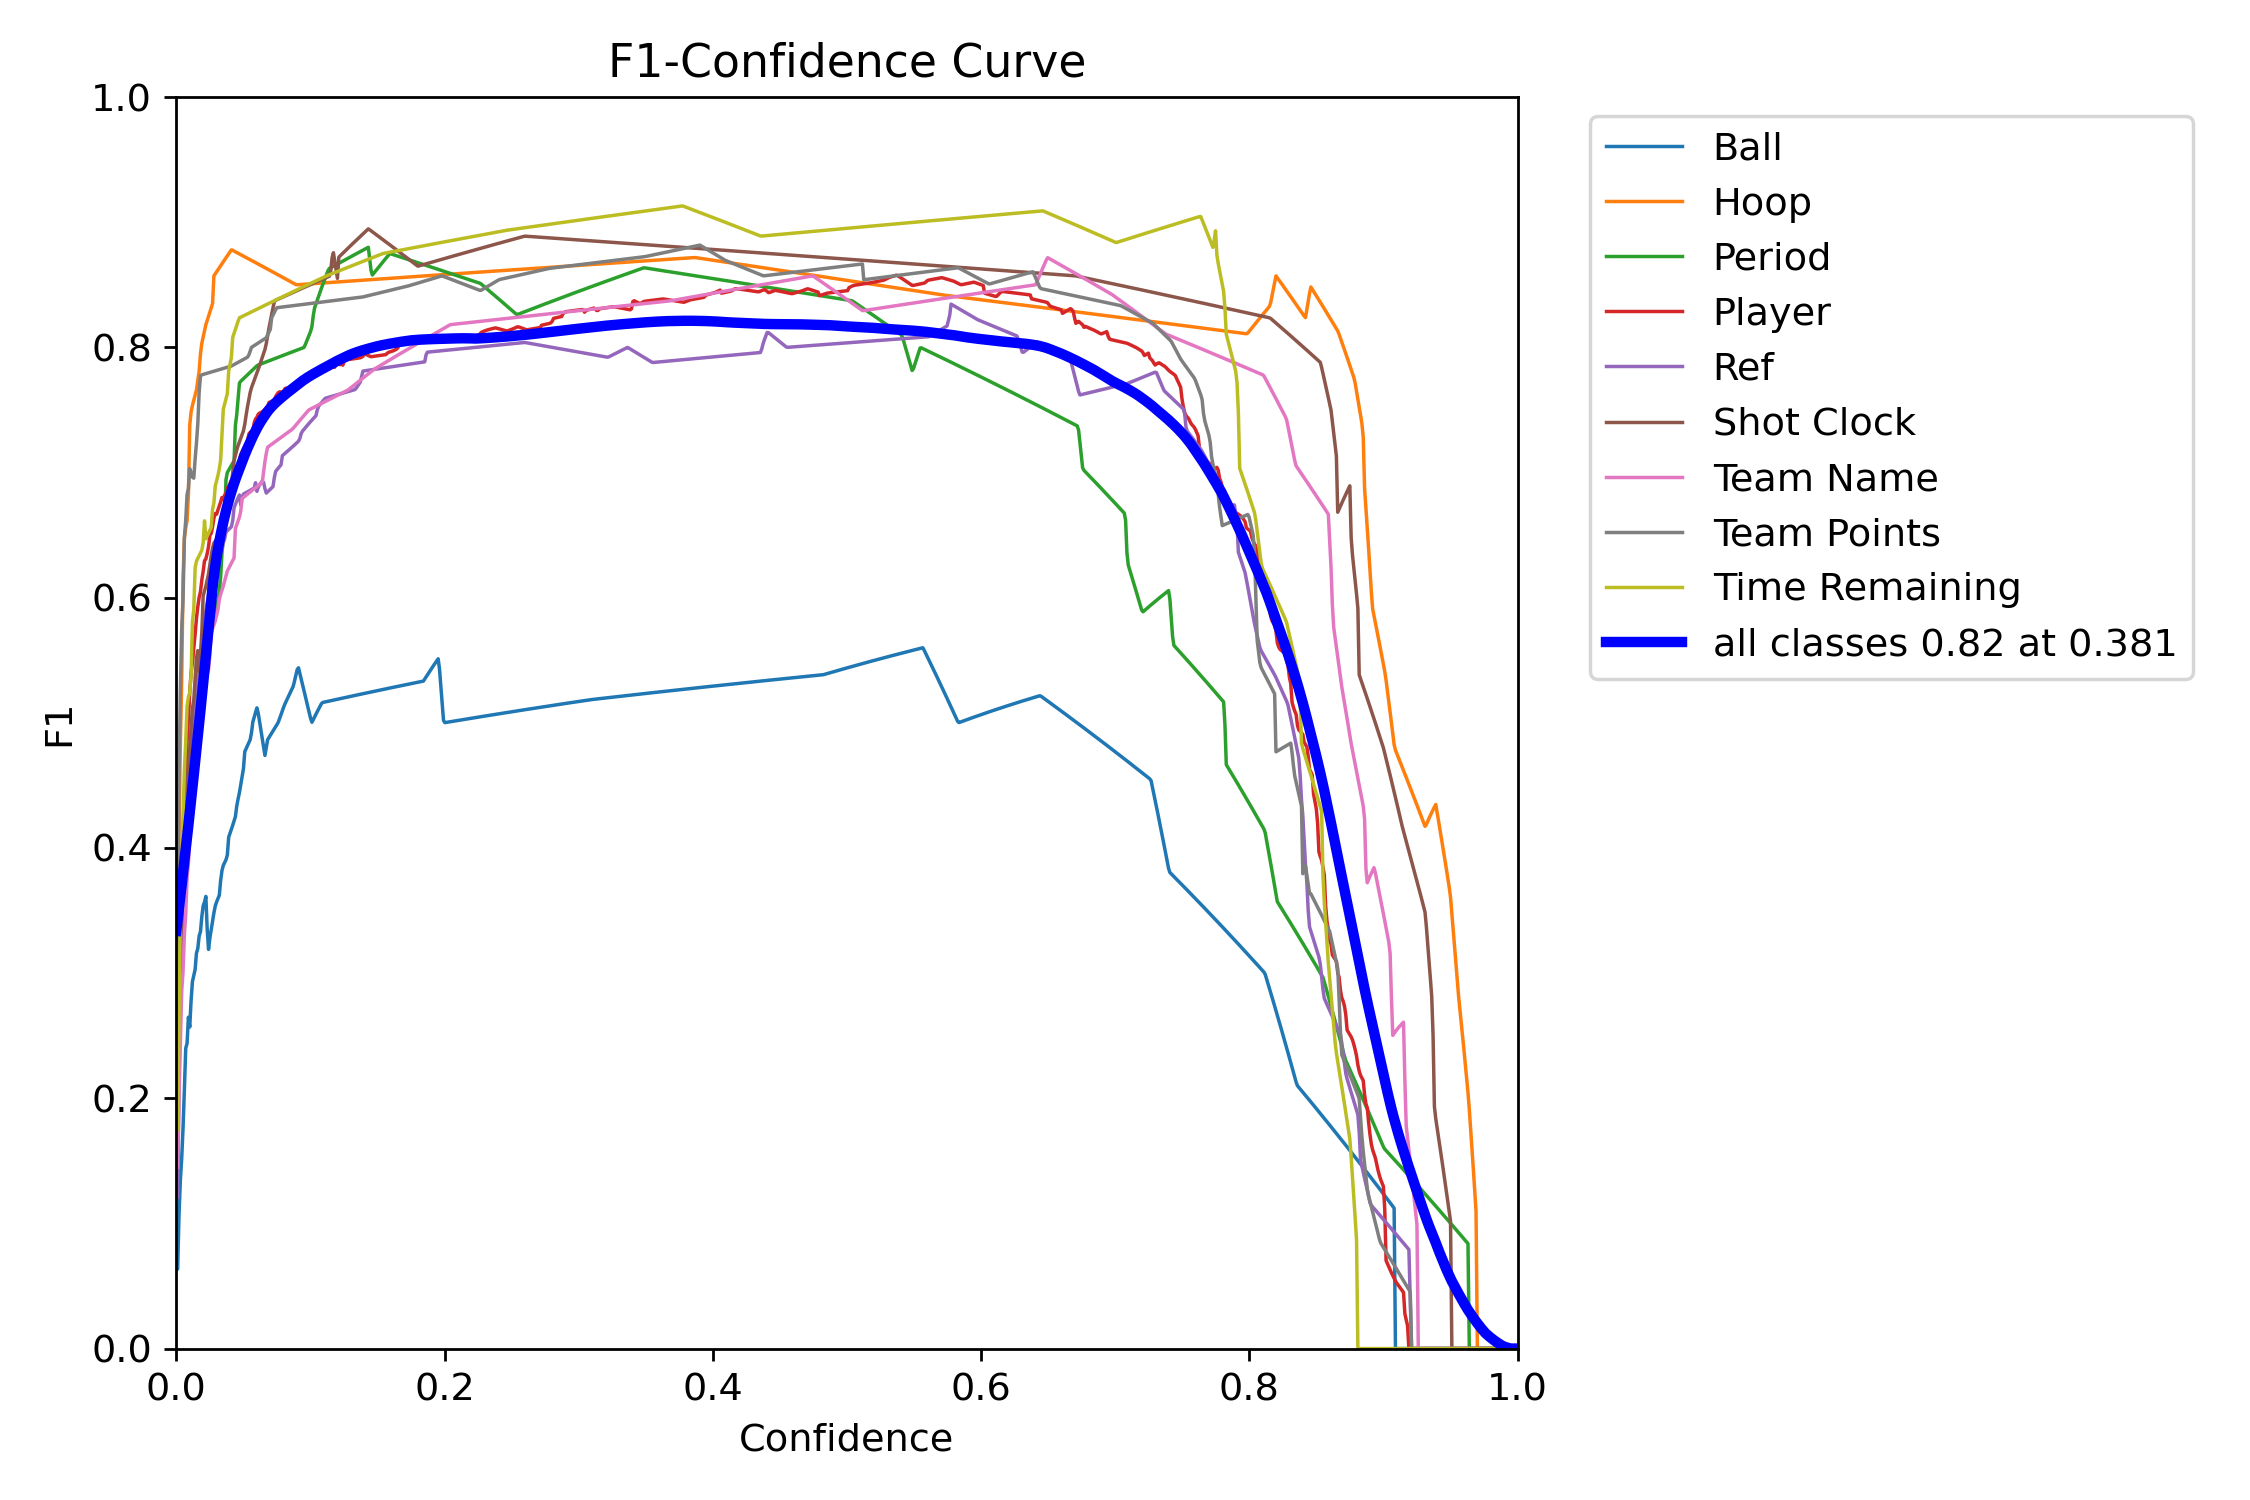 F1-Confidence Curve
1.0
0.8
0.6
0.4
0.2
0.0
F1
0.0 0.2 0.4 0.6 0.8 1.0
Confidence
Ball
Hoop
Period
Player
Ref
Shot Clock
Team Name
Team Points
Time Remaining
all classes 0.82 at 0.381